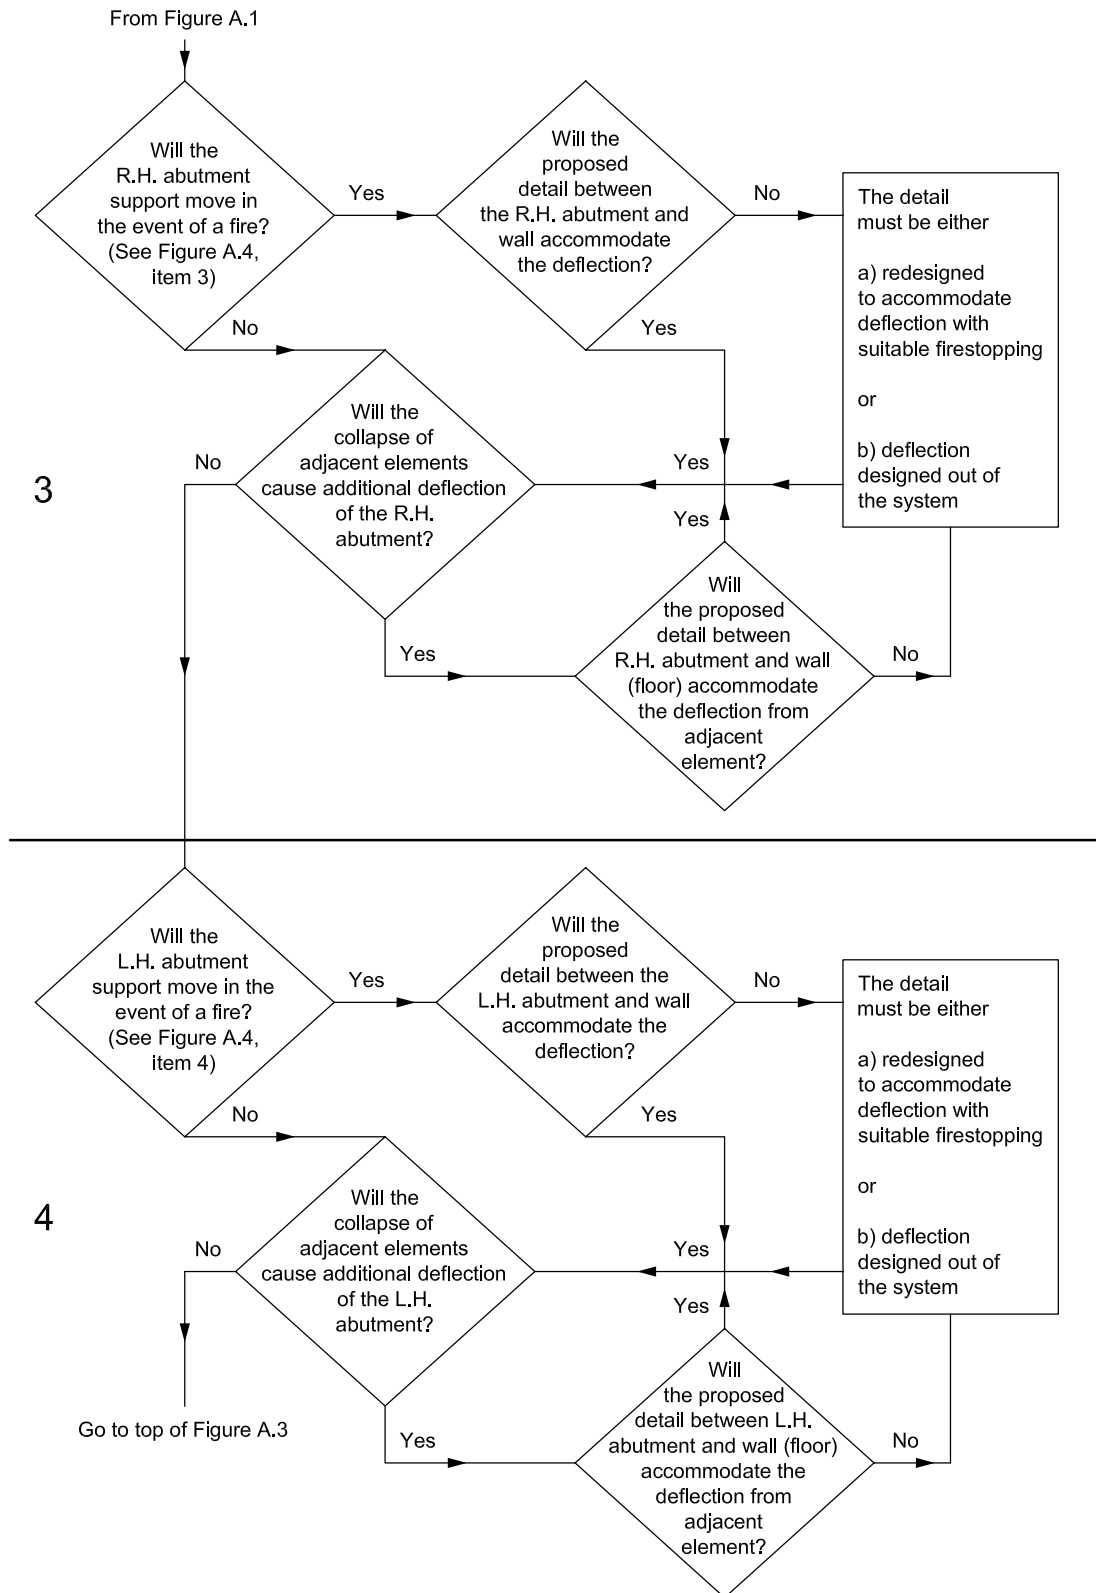 From Figure A.1
Will the
R.H. abutment
support move in
the event of a fire?
(See Figure A.4,
item 3)
Yes
Will the
proposed
detail between
the R.H. abutment and
wall accommodate
the deflection?
No
The detail
must be either
a) redesigned
to accommodate
deflection with
suitable firestopping
or
b) deflection
designed out of
the system
No
Yes
3
No
Will the
collapse of
adjacent elements
cause additional deflection
of the R.H.
abutment?
Yes
Yes
Yes
Will
the proposed
detail between
R.H. abutment and wall
(floor) accommodate
the deflection from
adjacent
element?
No
Will the
L.H. abutment
support move in the
event of a fire?
(See Figure A.4,
item 4)
Yes
Will the
proposed
detail between the
L.H. abutment and wall
accommodate the
deflection?
No
The detail
must be either
a) redesigned
to accommodate
deflection with
suitable firestopping
or
b) deflection
designed out of
the system
No
Yes
4
No
Will the
collapse of
adjacent elements
cause additional deflection
of the L.H.
abutment?
Yes
Yes
Go to top of Figure A.3
Yes
Will
the proposed
detail between L.H.
abutment and wall (floor)
accommodate the
deflection from
adjacent
element?
No